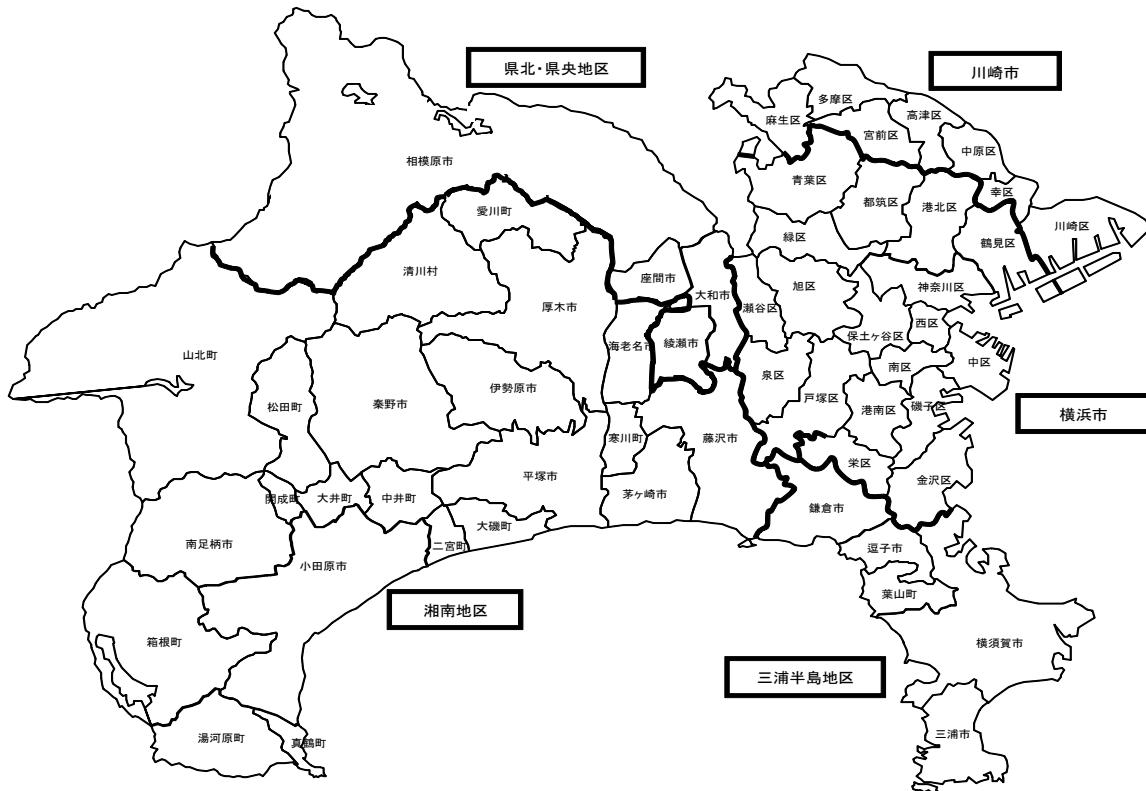 県北・県央地区
川崎市
多摩区
麻生区
高津区
宮前区
中原区
相模原市
青葉区
幸区
都筑区
港北区
愛川町
川崎区
鶴見区
緑区
清川村
座間市
旭区
神奈川区
大和市
厚木市
瀬谷区
西区
保土ヶ谷区
海老名市
綾瀬市
山北町
中区
南区
泉区
伊勢原市
秦野市
戸塚区
松田町
港南区
磯子区
横浜市
寒川町
藤沢市
栄区
平塚市
金沢区
茅ヶ崎市
開成町
大井町
中井町
鎌倉市
大磯町
南足柄市
二宮町
逗子市
小田原市
葉山町
湘南地区
箱根町
横須賀市
三浦半島地区
三浦市
湯河原町
真鶴町